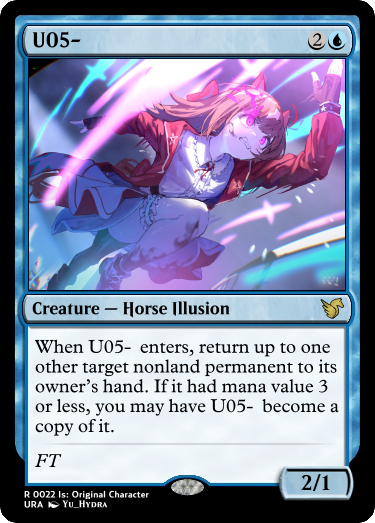 U05-
2
Creature — Horse Illusion
When U05-  enters, return up to one
other target nonland permanent to its
owner's hand. If it had mana value 3
or less, you may have U05-  become a
copy of it.
FT
2/1
R 0022 Is: Original Character
URA Yu_Hydra